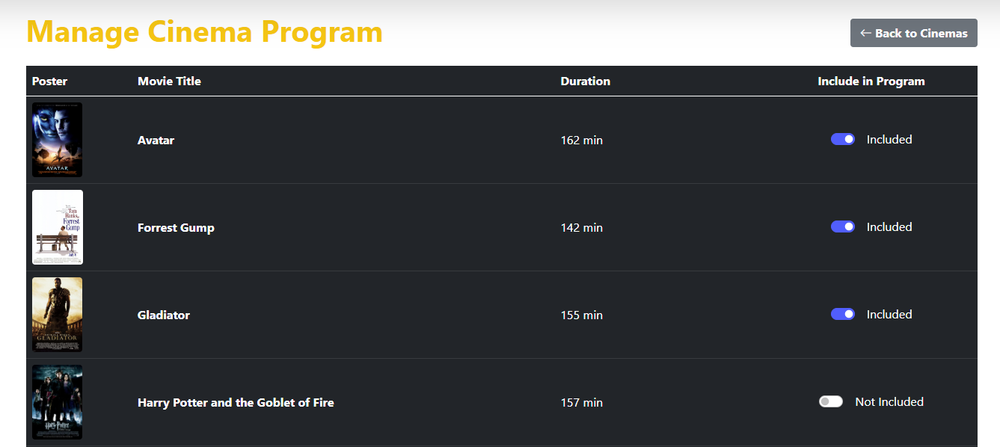 Manage Cinema Program
← Back to Cinemas
Poster Movie Title Duration Include in Program
AVATAR
Avatar 162 min Included
Tom
Hanks
Forrest
Gump
Forrest Gump 142 min Included
GLADIATOR
Gladiator 155 min Included
Harry Potter
Harry Potter and the Goblet of Fire 157 min Not Included